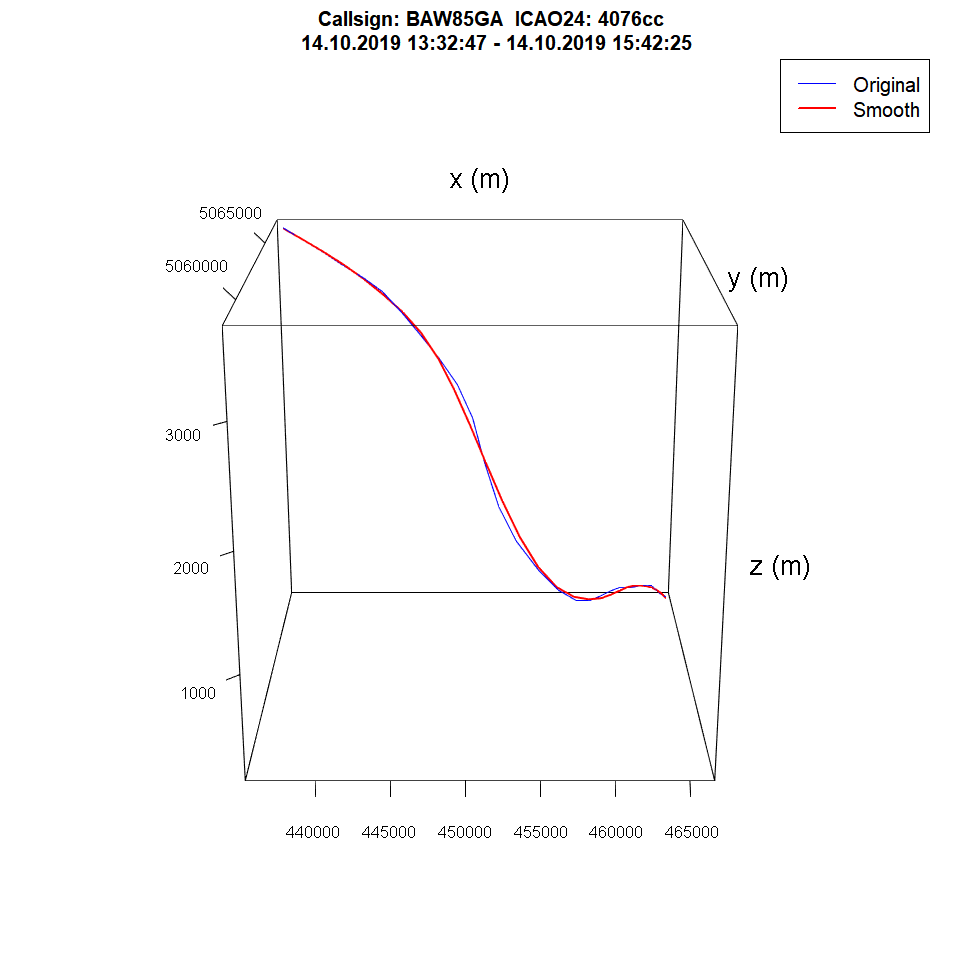 Callsign: BAW85GA  ICAO24: 4076cc
14.10.2019 13:32:47 - 14.10.2019 15:42:25
Original
Smooth
x (m)
5065000
5060000
y (m)
3000
2000
z (m)
1000
440000 445000 450000 455000 460000 465000